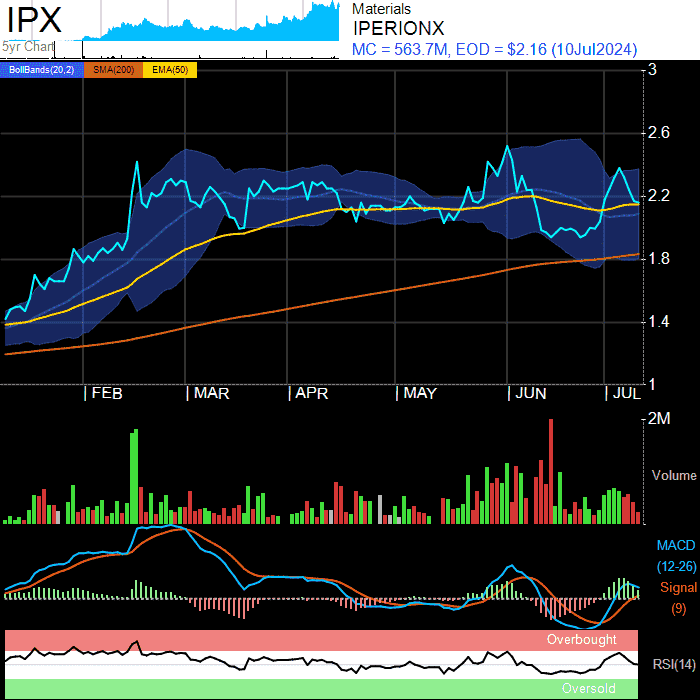 IPX
5yr Chart
Materials
IPERIONX
MC = 563.7M, EOD = $2.16 (10Jul2024)
BollBands(20,2) SMA(200) EMA(50)
3
2.6
2.2
1.8
1.4
1
FEB MAR APR MAY JUN JUL
2M
Volume
MACD
(12-26)
Signal
(9)
Overbought
RSI(14)
Oversold